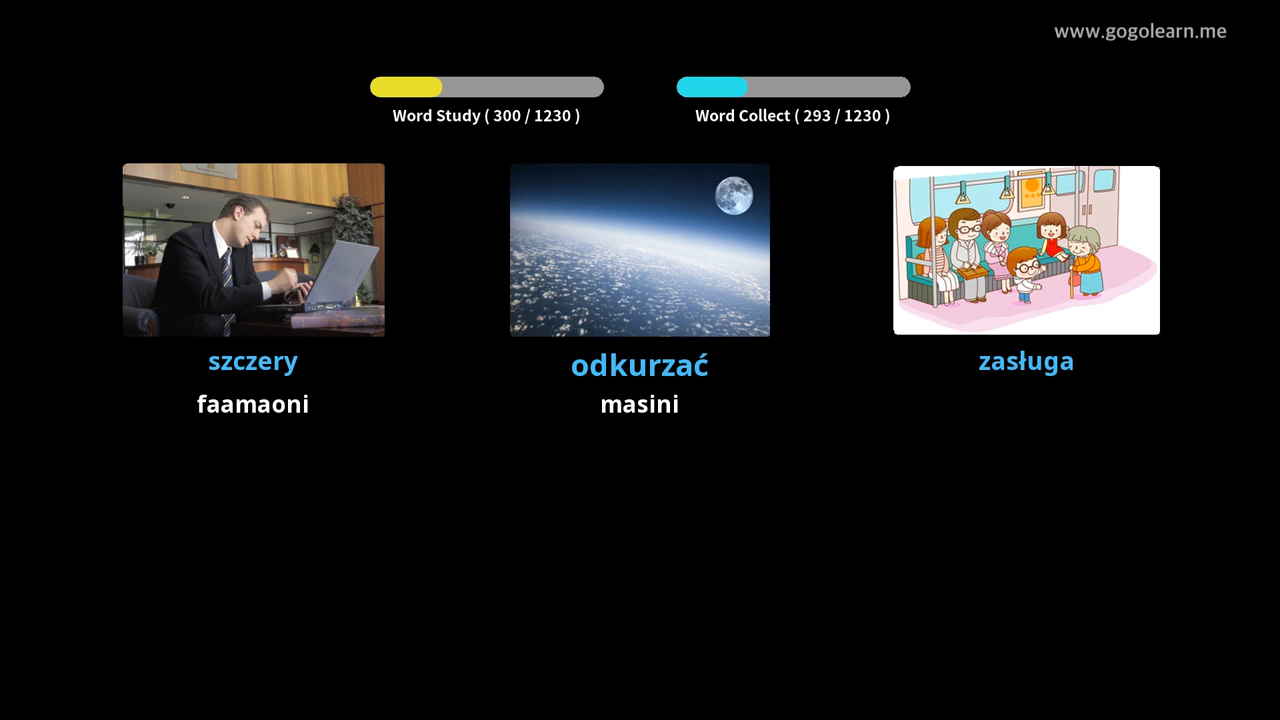 www.gogolearn.me
Word Study ( 300 / 1230 )
Word Collect ( 293 / 1230 )
szczery
odkurzać
zasługa
faamaoni
masini